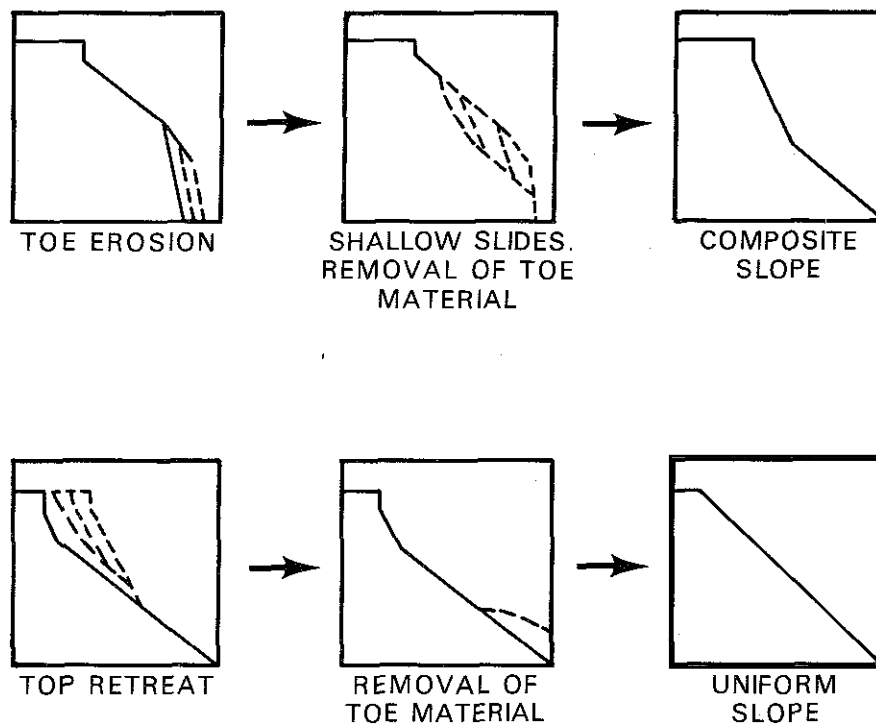 TOE EROSION
SHALLOW SLIDES.
REMOVAL OF TOE
MATERIAL
COMPOSITE
SLOPE
TOP RETREAT
REMOVAL OF
TOE MATERIAL
UNIFORM
SLOPE